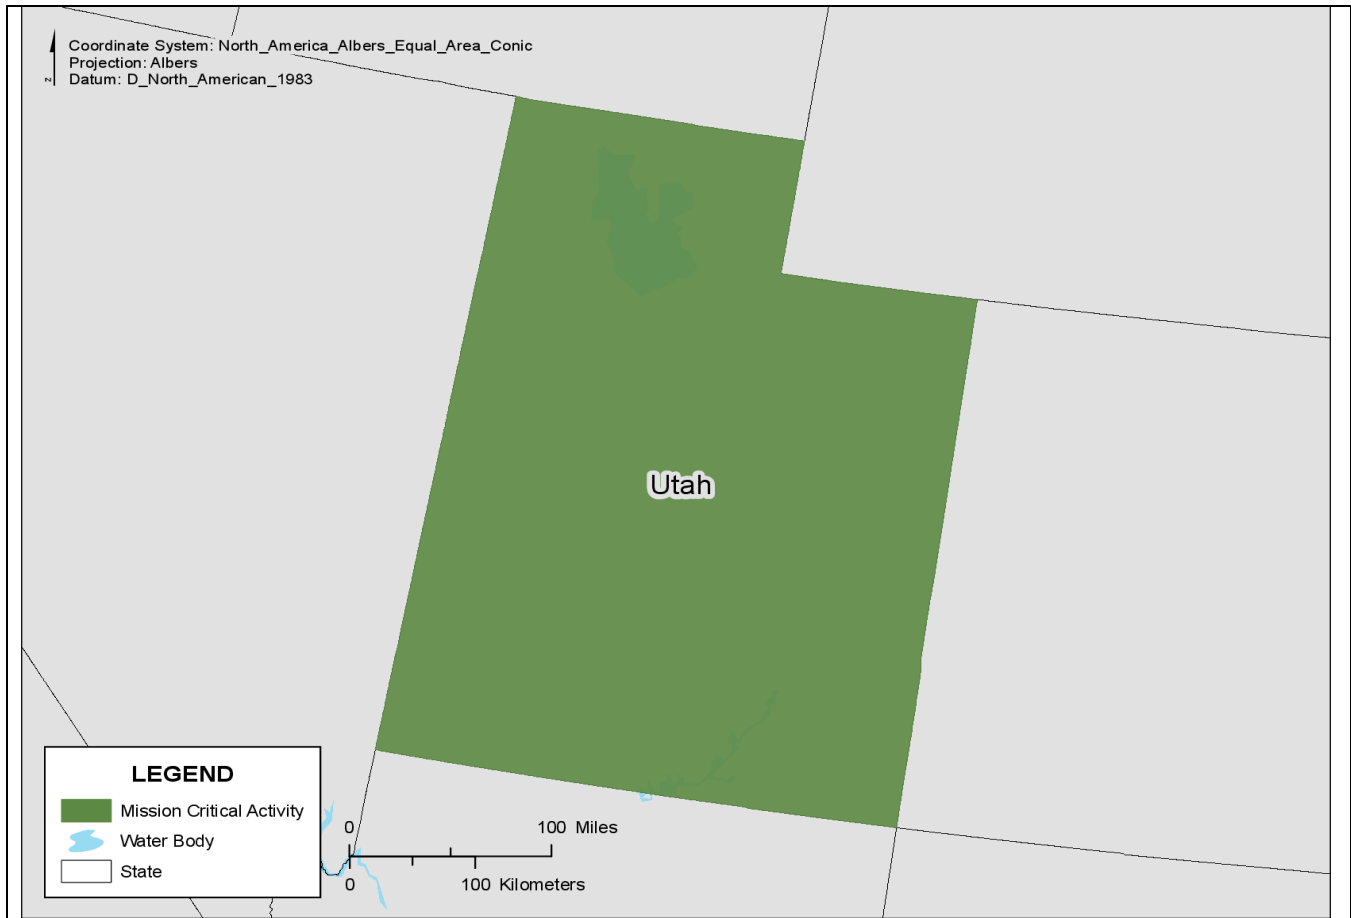 Coordinate System: North_America_Albers_Equal_Area_Conic
Projection: Albers
Datum: D_North_American_1983
z
Utah
LEGEND
Mission Critical Activity
Water Body
State
0 100 Miles
0 100 Kilometers